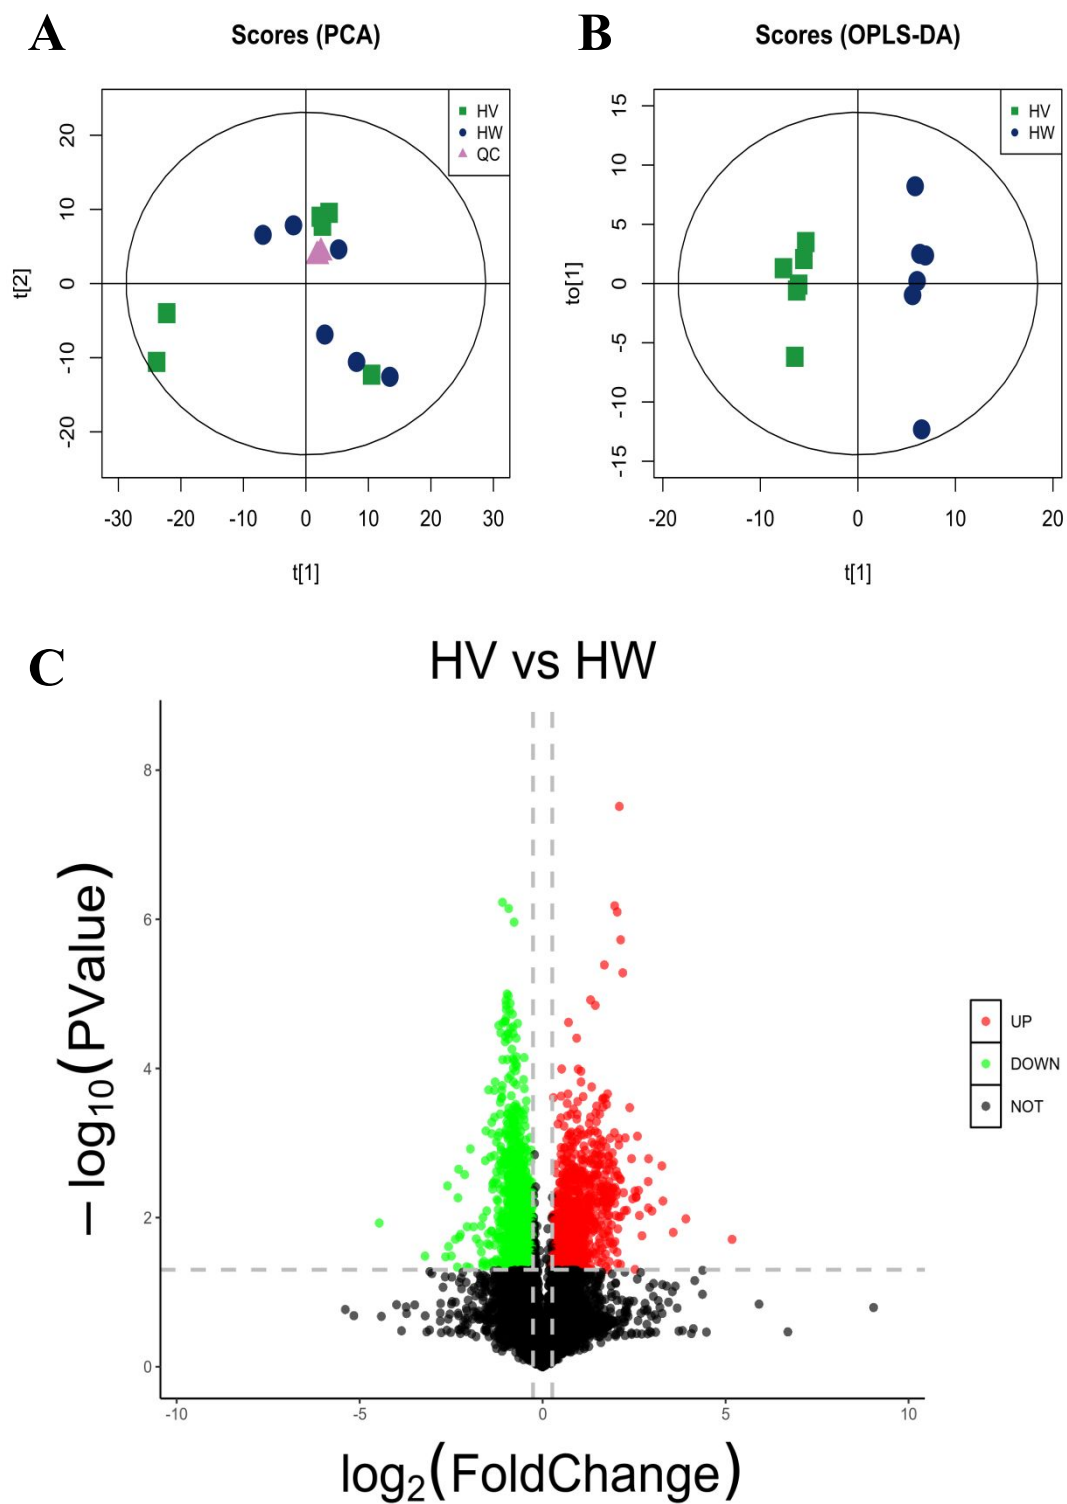 A
Scores (PCA)
HV
HW
QC
20
10
0
-10
-20
t[2]
-30 -20 -10 0 10 20 30
t[1]
B
Scores (OPLS-DA)
HV
HW
15
10
5
0
-5
-10
-15
to[1]
-20 -10 0 10 20
t[1]
C
HV vs HW
8
6
4
2
0
−log10(PValue)
UP
DOWN
NOT
-10 -5 0 5 10
log2(FoldChange)